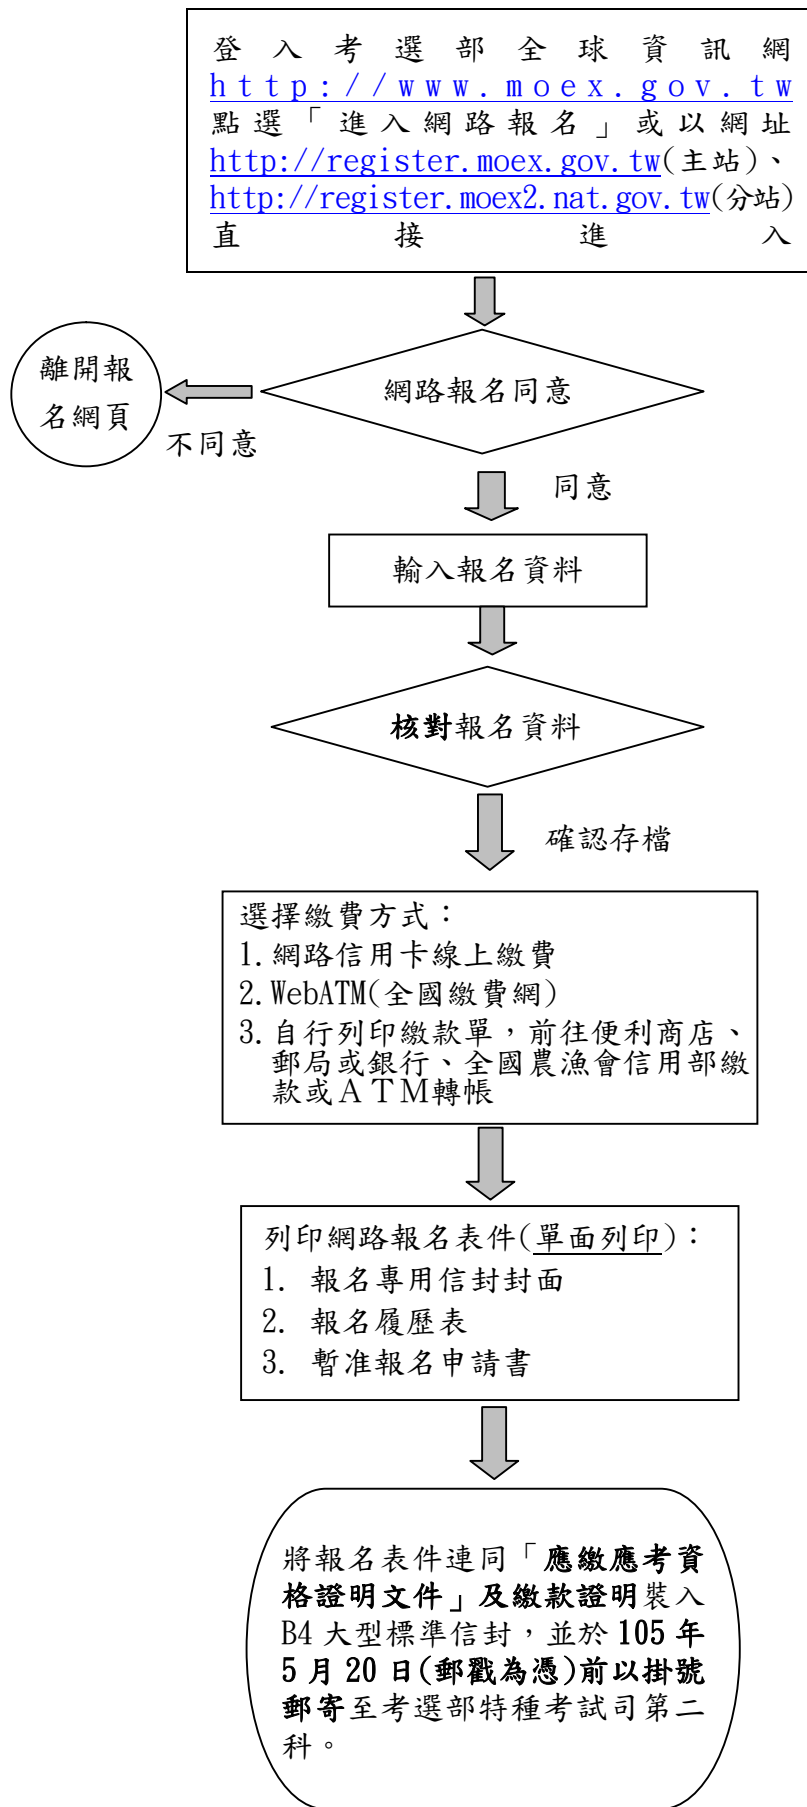 登入考選部全球資訊網
http://www.moex.gov.tw
點選「進入網路報名」或以網址
http://register.moex.gov.tw(主站)、
http://register.moex2.nat.gov.tw(分站)
直接進入
離開報
名網頁
網路報名同意
不同意
同意
輸入報名資料
核對報名資料
確認存檔
選擇繳費方式：
1.網路信用卡線上繳費
2.WebATM(全國繳費網)
3.自行列印繳款單，前往便利商店、
郵局或銀行、全國農漁會信用部繳
款或ＡＴＭ轉帳
列印網路報名表件(單面列印)：
1. 報名專用信封封面
2. 報名履歷表
3. 暫准報名申請書
將報名表件連同「應繳應考資
格證明文件」及繳款證明裝入
B4 大型標準信封，並於 105 年
5 月 20 日(郵戳為憑)前以掛號
郵寄至考選部特種考試司第二
科。